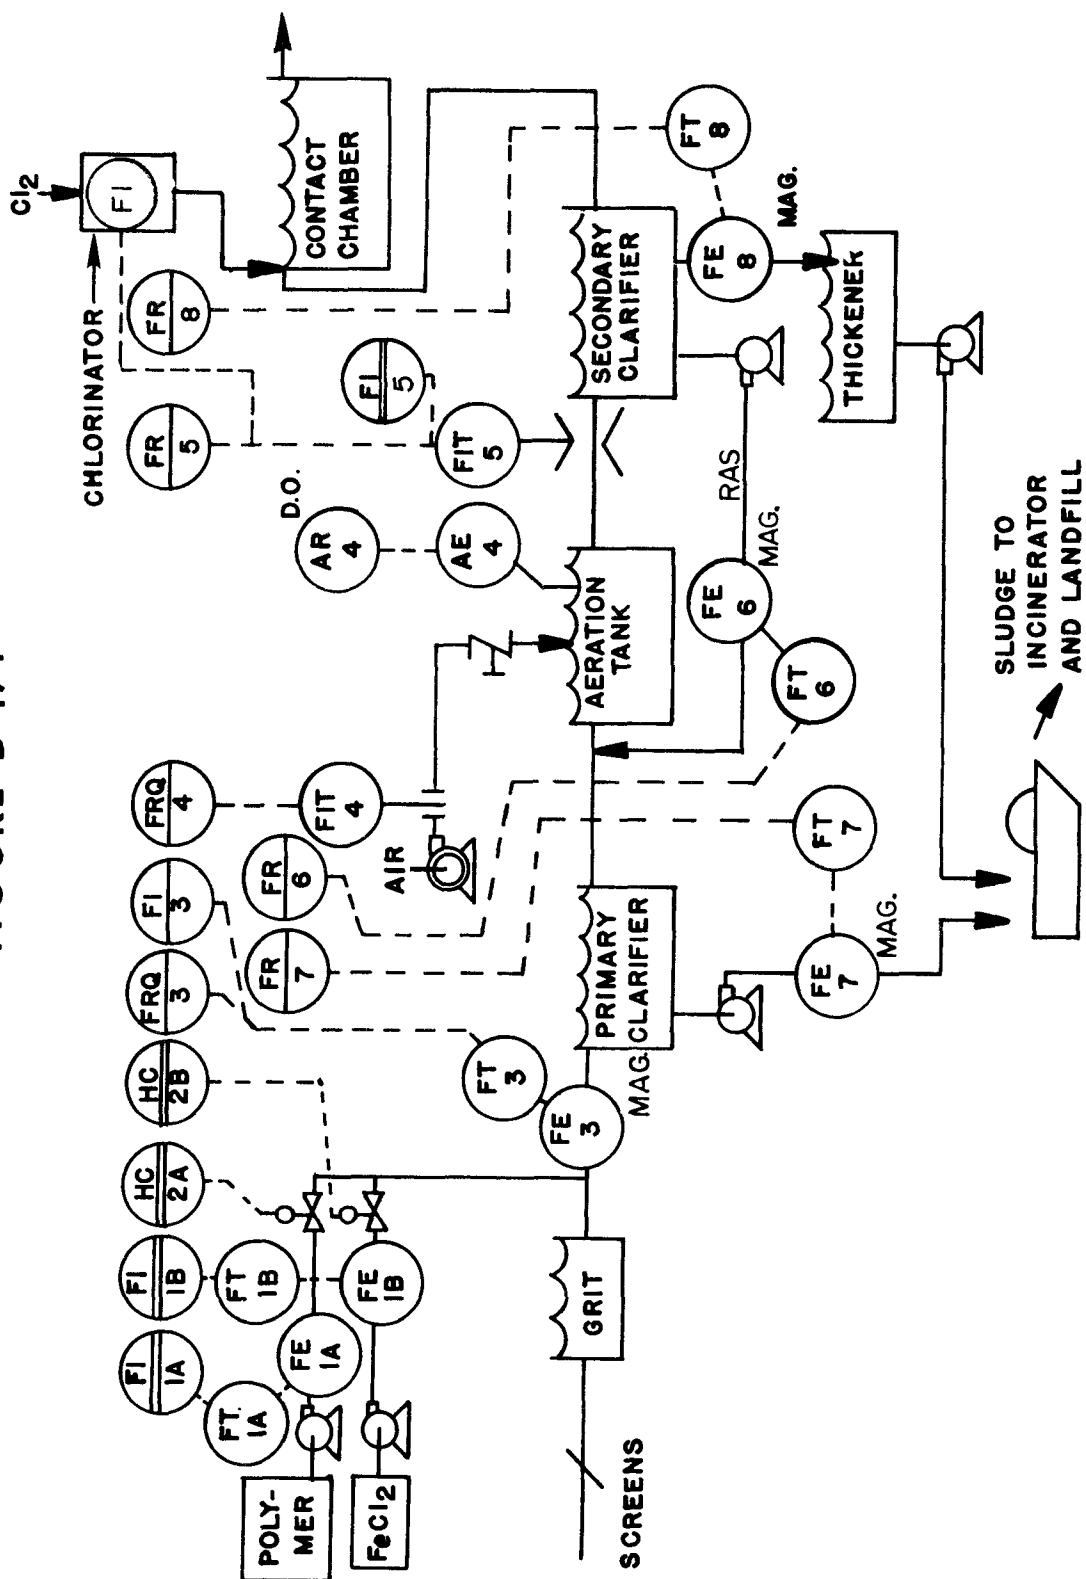 Cl2
FI
CHLORINATOR
CONTACT
CHAMBER
FR
8
FR
5
FI
5
FIT
5
D.O.
AR
4
AE
4
FT
8
FE
8
MAG.
SECONDARY
CLARIFIER
THICKENER
RAS
MAG.
FE
6
FT
6
AERATION
TANK
FRQ
4
FIT
4
AIR
FI
3
FR
6
FRQ
3
FR
7
HC
2B
HC
2A
FT
3
FE
3
MAG.
PRIMARY
CLARIFIER
FT
7
FE
7
MAG.
SLUDGE TO
INCINERATOR
AND LANDFILL
FI
1B
FT
1B
FE
1B
FI
1A
FT.
1A
FE
1A
POLY-
MER
FeCl2
GRIT
SCREENS